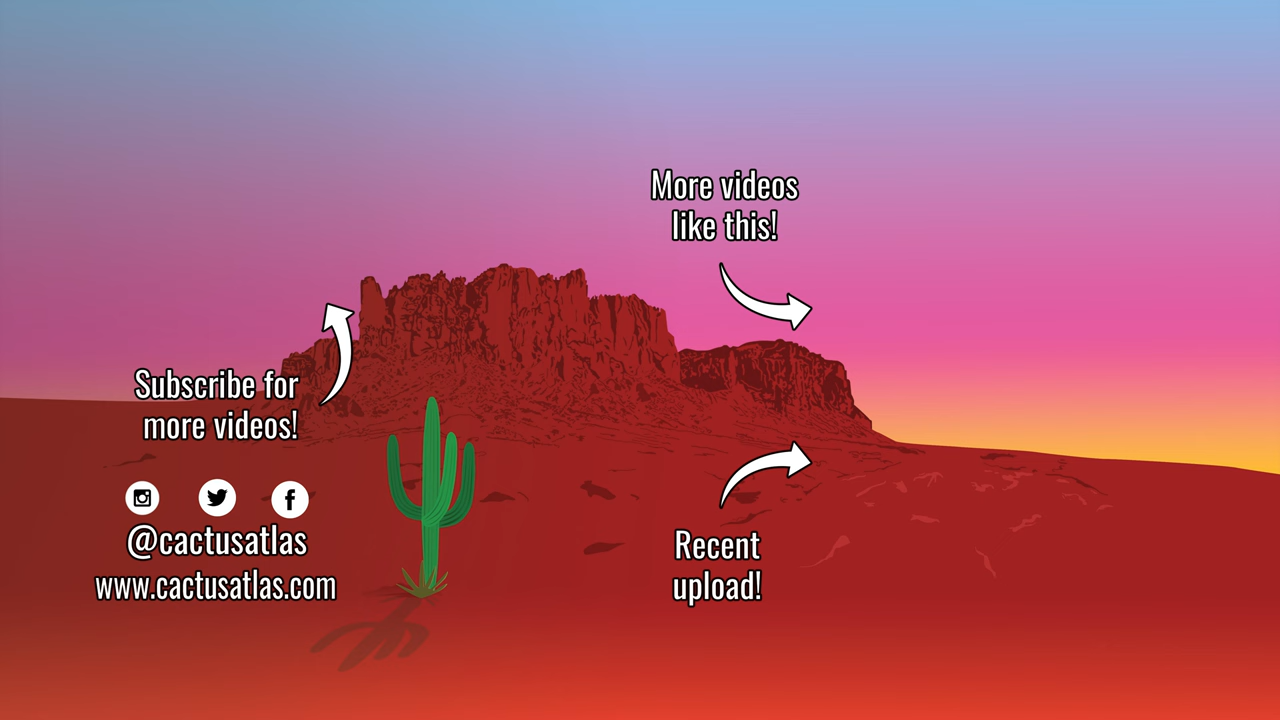 More videos
like this!
Subscribe for
more videos!
@cactusatlas
www.cactusatlas.com
Recent
upload!